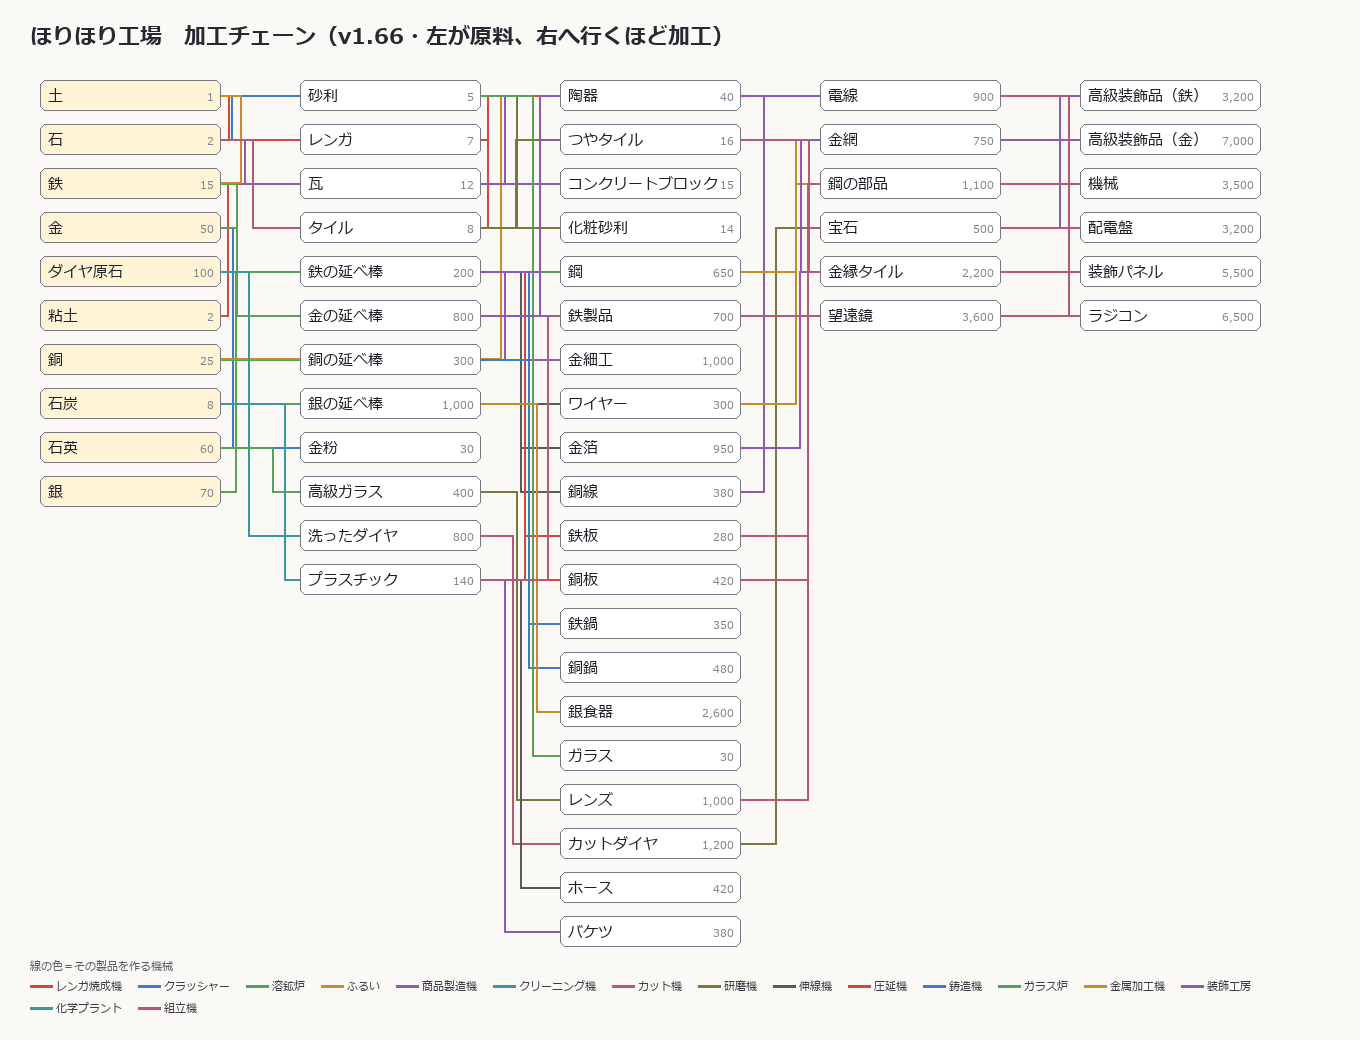 ほりほり工場　加工チェーン（v1.66・左が原料、右へ行くほど加工）
土 1
石 2
鉄 15
金 50
ダイヤ原石 100
粘土 2
銅 25
石炭 8
石英 60
銀 70
砂利 5
レンガ 7
瓦 12
タイル 8
鉄の延べ棒 200
金の延べ棒 800
銅の延べ棒 300
銀の延べ棒 1,000
金粉 30
高級ガラス 400
洗ったダイヤ 800
プラスチック 140
陶器 40
つやタイル 16
コンクリートブロック 15
化粧砂利 14
鋼 650
鉄製品 700
金細工 1,000
ワイヤー 300
金箔 950
銅線 380
鉄板 280
銅板 420
鉄鍋 350
銅鍋 480
銀食器 2,600
ガラス 30
レンズ 1,000
カットダイヤ 1,200
ホース 420
バケツ 380
電線 900
金網 750
鋼の部品 1,100
宝石 500
金縁タイル 2,200
望遠鏡 3,600
高級装飾品（鉄） 3,200
高級装飾品（金） 7,000
機械 3,500
配電盤 3,200
装飾パネル 5,500
ラジコン 6,500
線の色＝その製品を作る機械
レンガ焼成機 クラッシャー 溶鉱炉 ふるい 商品製造機 クリーニング機 カット機 研磨機 伸線機 圧延機 鋳造機 ガラス炉 金属加工機 装飾工房
化学プラント 組立機